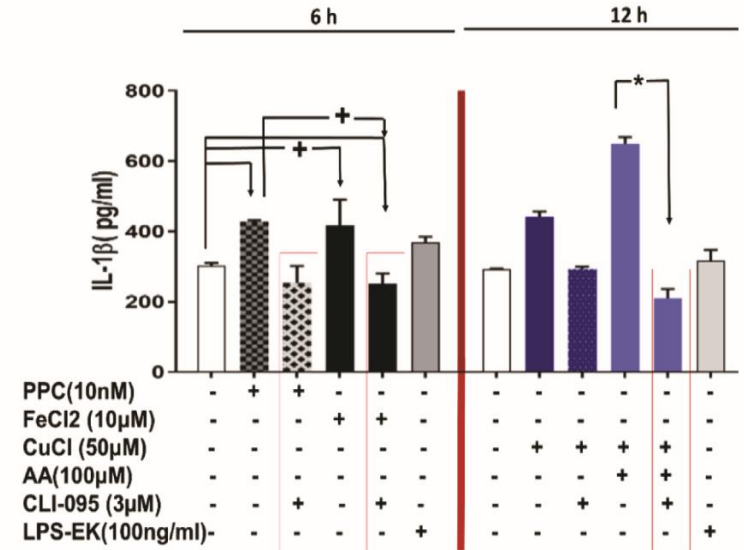 6 h 12 h
*
800
+
600
+
400
200
0
IL-1β( pg/ml)
PPC(10nM) - + + - - - - - - - - -
FeCl2 (10µM) - - - + + - - - - - - -
CuCl (50µM) - - - - - - - + + + + -
AA(100µM) - - - - - - - - - + + -
CLI-095 (3µM) - - + - + - - - + - + -
LPS-EK(100ng/ml)- - - - - + - - - - - +